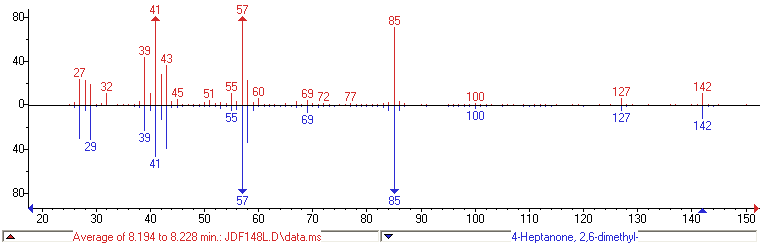 41 57
80 85
39 43
40 27 32 45 51 55 60 69 72 77 100 127 142
0
29 39 55 69 100 127 142
40 41
80 57 85
20 30 40 50 60 70 80 90 100 110 120 130 140 150
Average of 8.194 to 8.228 min.: JDF148L.D\data.ms 4-Heptanone, 2,6-dimethyl-